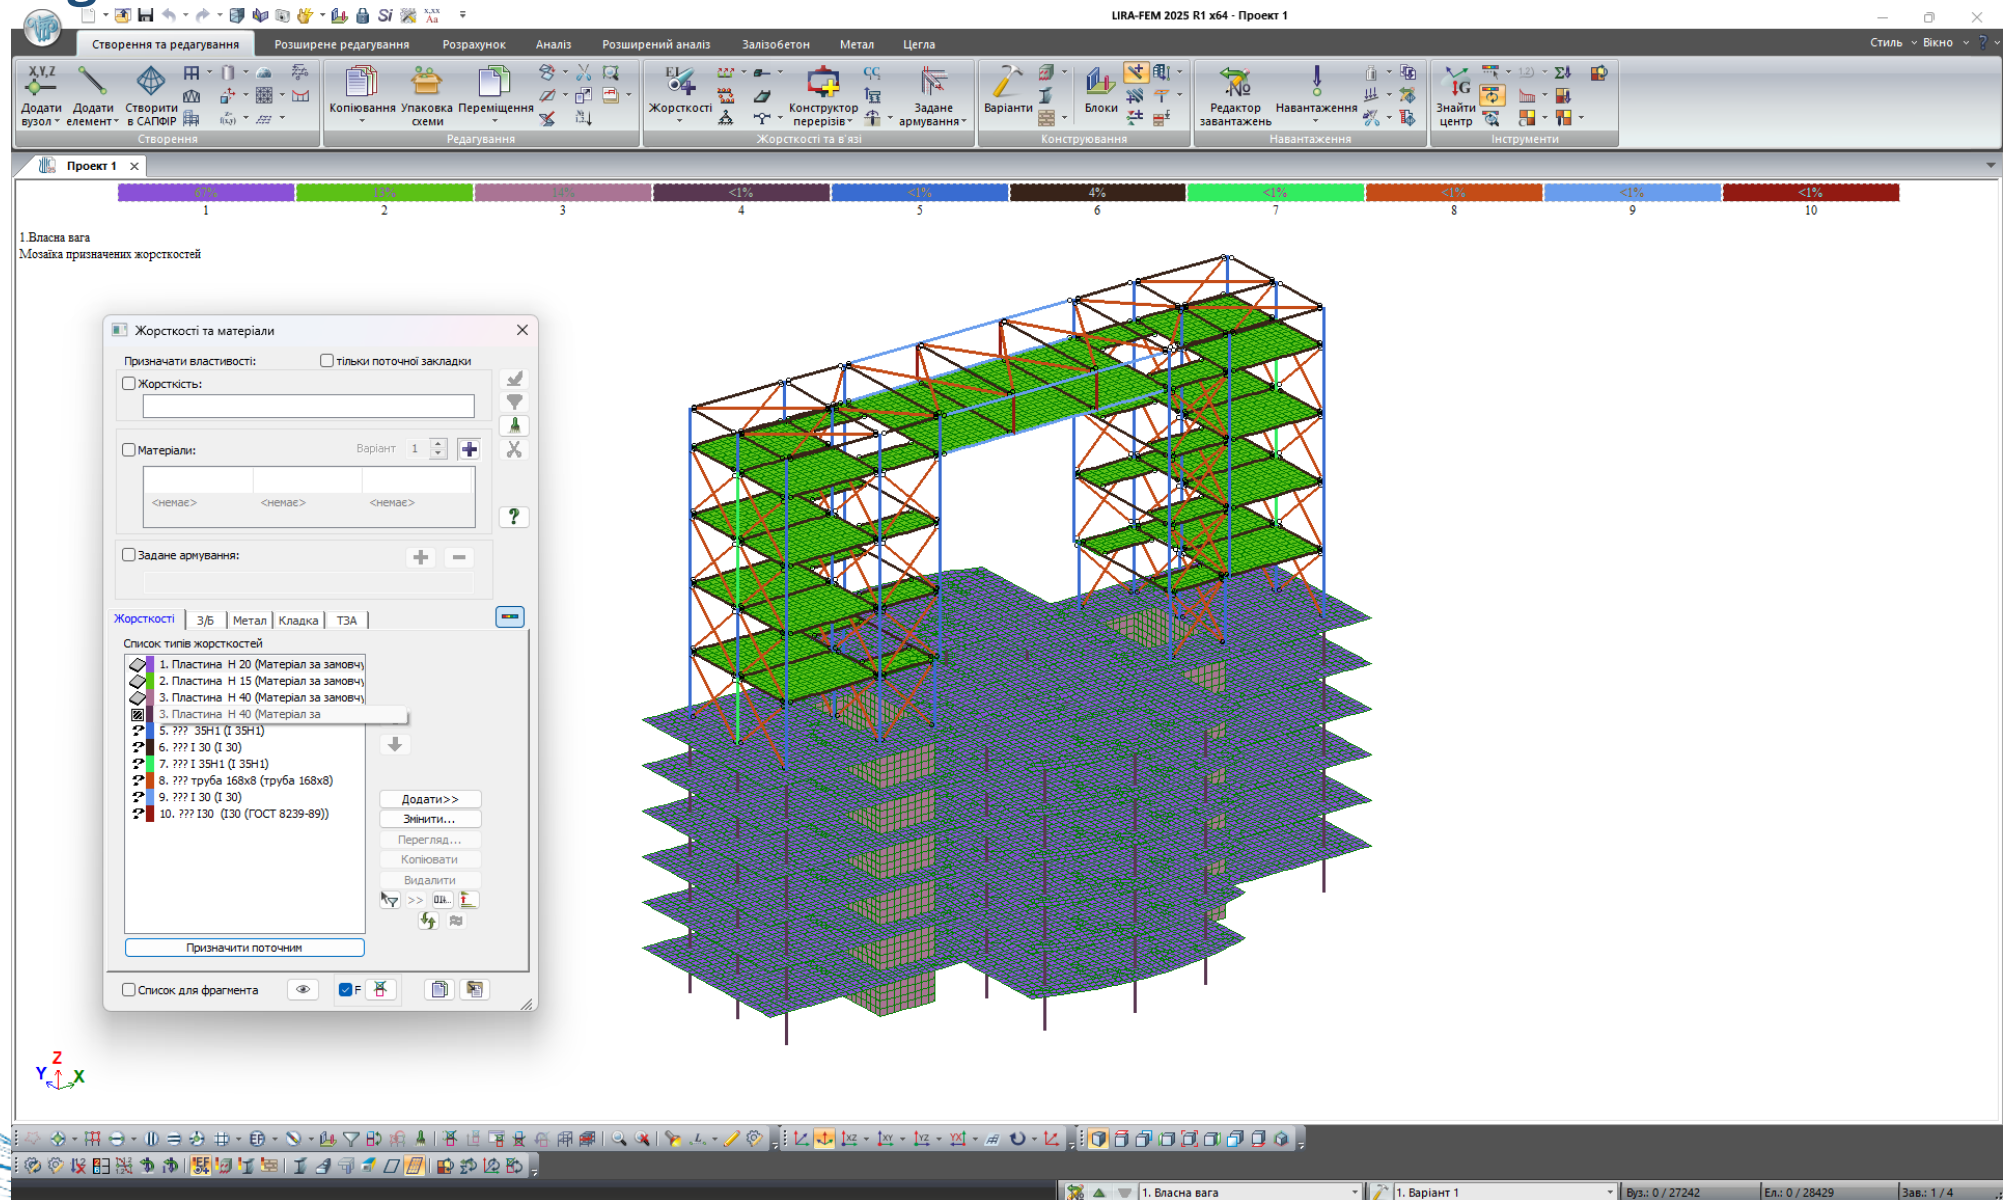 LIRA-FEM 2025 R1 x64 - Проект 1
Створення та редагування Розширене редагування Розрахунок Аналіз Розширений аналіз Залізобетон Метал Цегла Стиль Вікно
Додати вузол Додати елемент Створити в САПФІР Копіювання Упаковка схеми Переміщення Жорсткості Конструктор перерізів Задане армування Варіанти Блоки Редактор завантажень Навантаження Знайти центр
Створення Редагування Жорсткості та в'язі Конструювання Навантаження Інструменти
Проект 1
67% 13% 14% <1% <1% 4% <1% <1% <1% <1%
1 2 3 4 5 6 7 8 9 10
1.Власна вага
Мозаїка призначених жорсткостей
Жорсткості та матеріали
Призначати властивості: тільки поточної закладки
Жорсткість:
Матеріали: Варіант 1
<немає> <немає> <немає>
Задане армування:
Жорсткості З/Б Метал Кладка ТЗА
Список типів жорсткостей
1. Пластина H 20 (Матеріал за замовчу
2. Пластина H 15 (Матеріал за замовчу
3. Пластина H 40 (Матеріал за замовчу
3. Пластина H 40 (Матеріал за
5. ??? 35Н1 (I 35Н1)
6. ??? I 30 (I 30)
7. ??? I 35Н1 (I 35Н1)
8. ??? труба 168x8 (труба 168x8)
9. ??? I 30 (I 30)
10. ??? I30 (I30 (ГОСТ 8239-89))
Додати>>
Змінити...
Перегляд...
Копіювати
Видалити
>>
Призначити поточним
Список для фрагмента F
Z
Y X
1. Власна вага 1. Варіант 1 Вуз.: 0 / 27242 Ел.: 0 / 28429 Зав.: 1 / 4